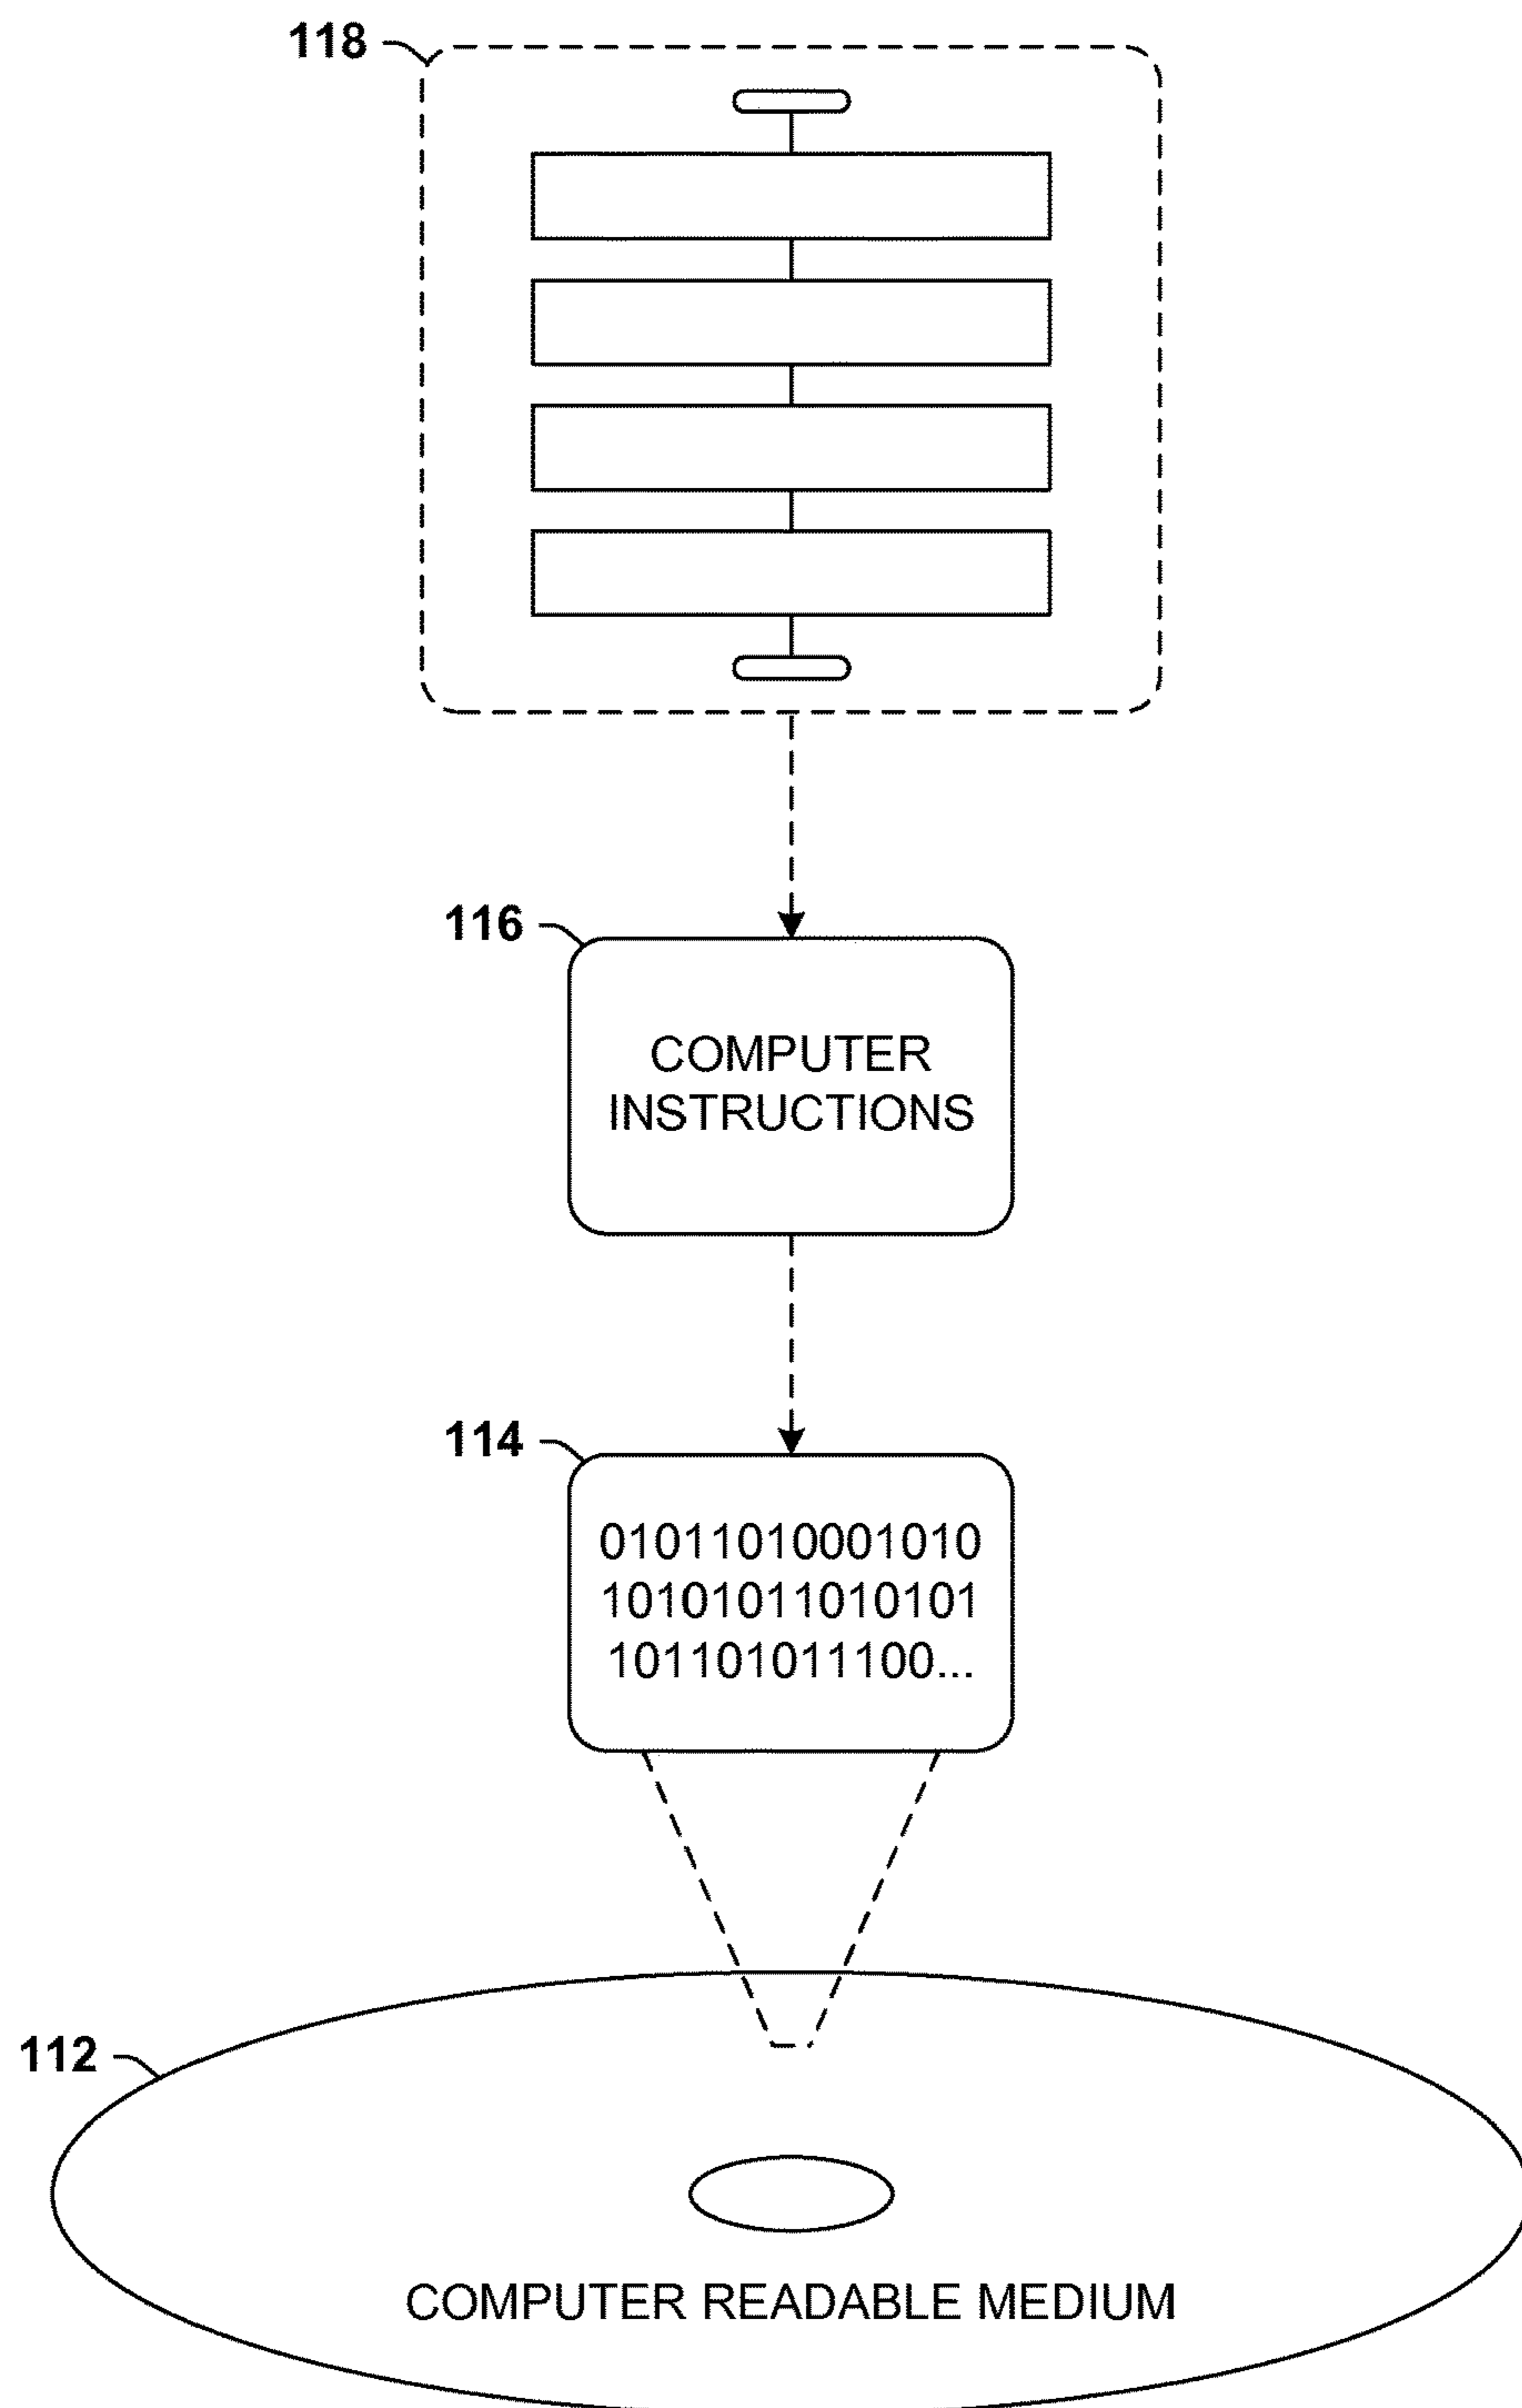 118
116
COMPUTER
INSTRUCTIONS
114
01011010001010
10101011010101
101101011100...
112
COMPUTER READABLE MEDIUM